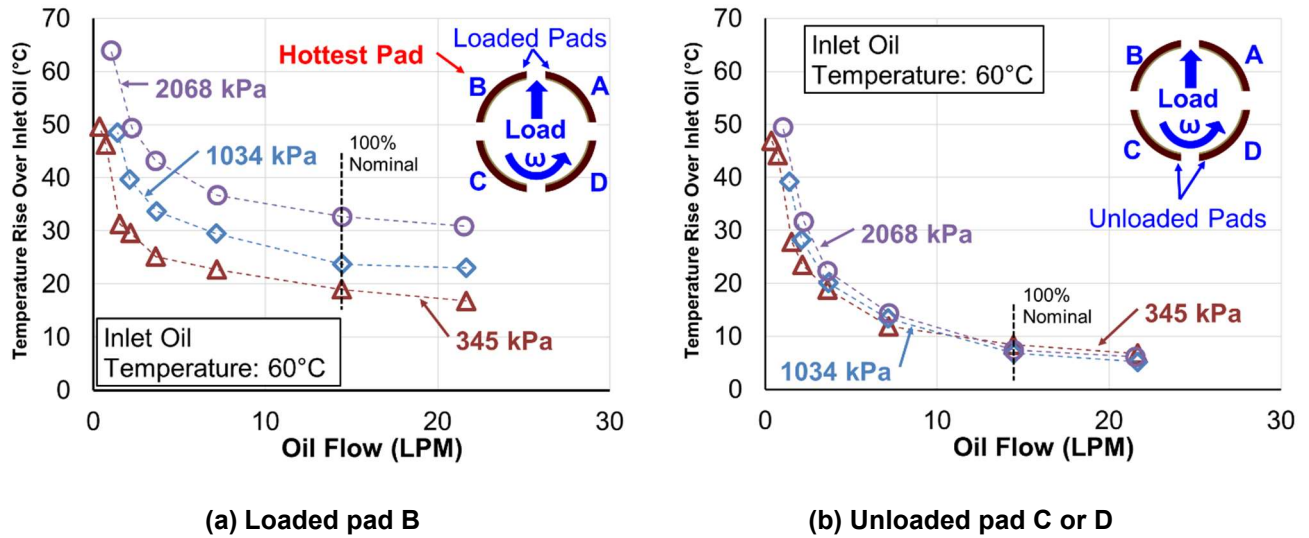 Temperature Rise Over Inlet Oil (°C)
70
60
50
40
30
20
10
0
0
10
20
30
Oil Flow (LPM)
2068 kPa
1034 kPa
345 kPa
100%
Nominal
Inlet Oil
Temperature: 60°C
Hottest Pad
Loaded Pads
B
A
Load
ω
C
D
(a) Loaded pad B
Temperature Rise Over Inlet Oil (°C)
70
60
50
40
30
20
10
0
0
10
20
30
Oil Flow (LPM)
Inlet Oil
Temperature: 60°C
B
A
Load
ω
C
D
Unloaded Pads
2068 kPa
100%
Nominal
345 kPa
1034 kPa
(b) Unloaded pad C or D